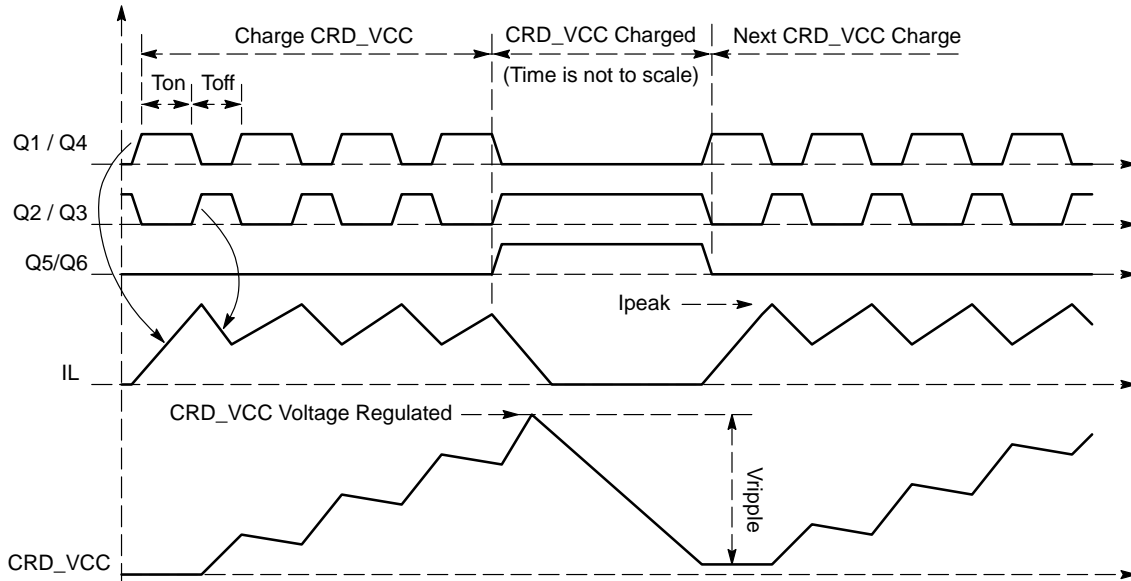 Charge CRD_VCC
CRD_VCC Charged
Next CRD_VCC Charge
(Time is not to scale)
Ton
Toff
Q1 / Q4
Q2 / Q3
Q5/Q6
Ipeak
IL
CRD_VCC Voltage Regulated
Vripple
CRD_VCC